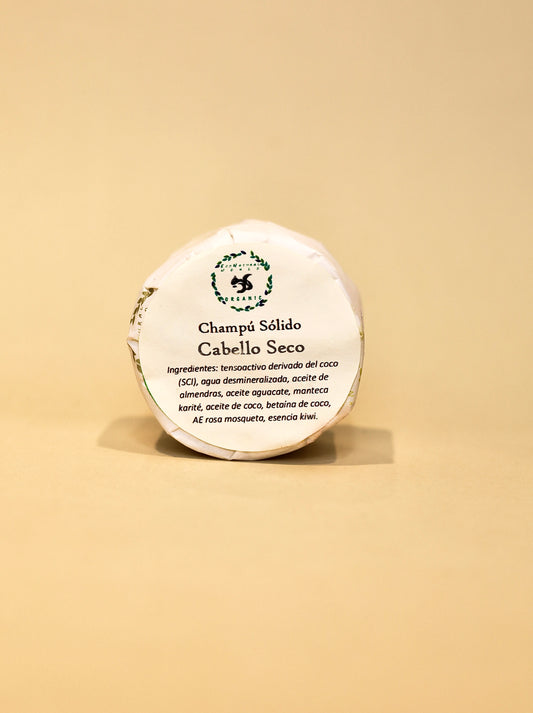 ORGANIC
Champú Sólido
Cabello Seco
Ingredientes: tensoactivo derivado del coco
(SCI), agua desmineralizada, aceite de
almendras, aceite aguacate, manteca
karité, aceite de coco, betaína de coco,
AE rosa mosqueta, esencia kiwi.